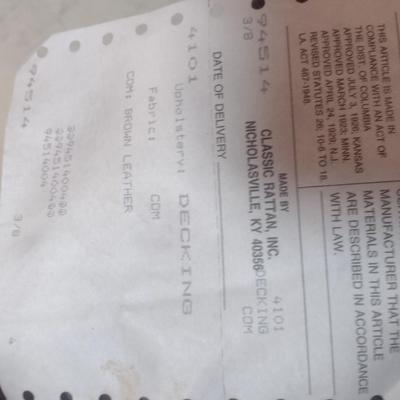 THIS ARTICLE IS MADE IN
COMPLIANCE WITH AN ACT OF
THE DIST. OF COLUMBIA
APPROVED JULY 3, 1926; KANSAS
APPROVED MARCH 1923; MINN.
APPROVED APRIL 24, 1929; N.J.
REVISED STATUTES 26; 10-6 TO 18
LA. ACT 467-1948.
MANUFACTURER THAT THE
MATERIALS IN THIS ARTICLE
ARE DESCRIBED IN ACCORDANCE
WITH LAW.
94514
3/8
MADE BY
CLASSIC RATTAN, INC.
NICHOLASVILLE, KY 40356
4101
DECKING
COM
DATE OF DELIVERY
4101
Upholstery: DECKING
Fabric: COM
COM: BROWN LEATHER
94514004
94514
3/8
4